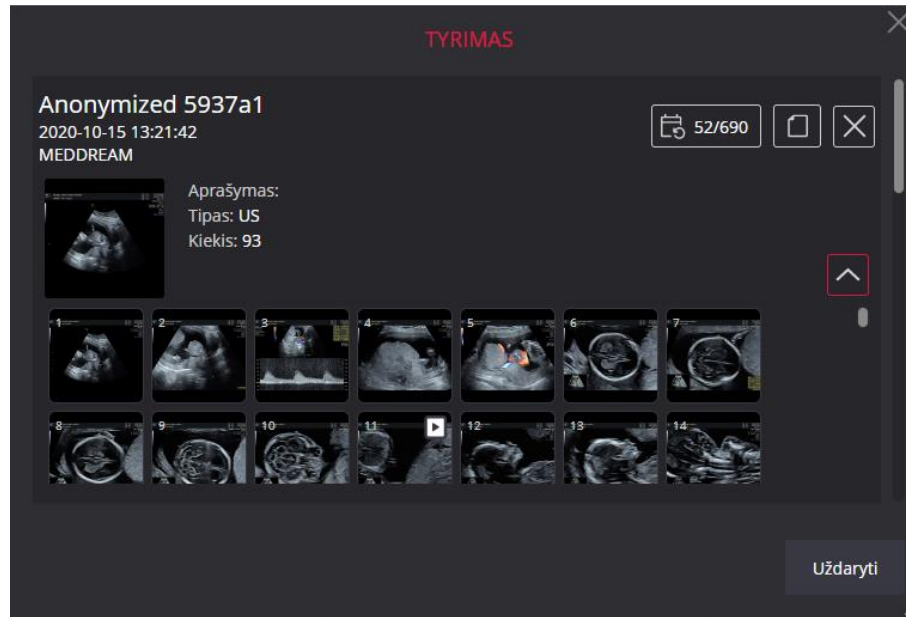 TYRIMAS
Anonymized 5937a1
2020-10-15 13:21:42
MEDDREAM
52/690
Aprašymas:
Tipas: US
Kiekis: 93
1 2 3 4 5 6 7
8 9 10 11 12 13 14
Uždaryti